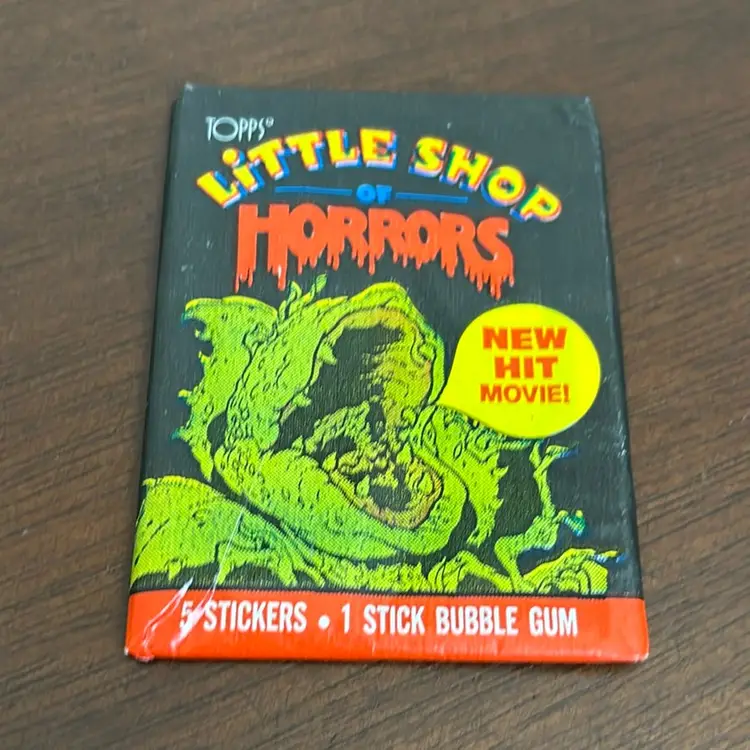 TOPPS®
LiTTLE SHOP
OF
HORRORS
NEW
HIT
MOVIE!
5 STICKERS • 1 STICK BUBBLE GUM